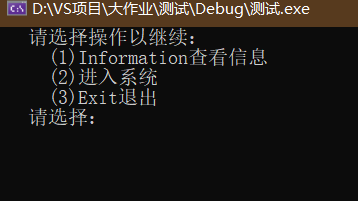 D:\VS项目\大作业\测试\Debug\测试.exe
请选择操作以继续：
(1)Information查看信息
(2)进入系统
(3)Exit退出
请选择：